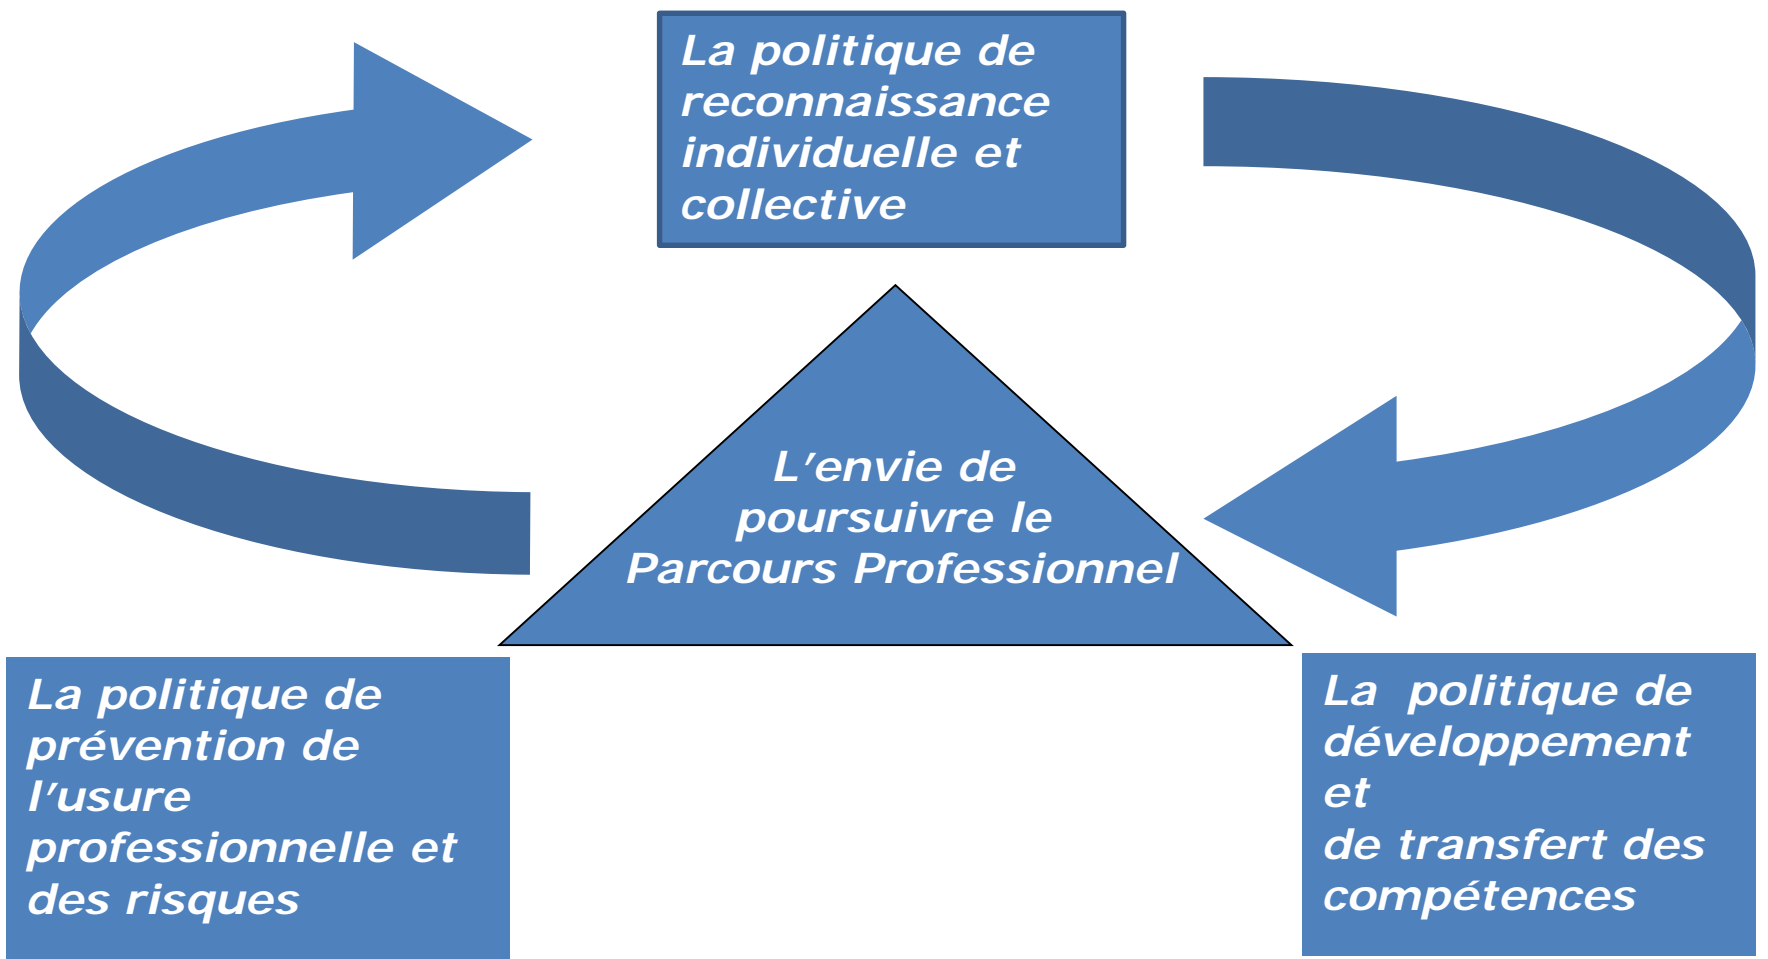 La politique de
reconnaissance
individuelle et
collective
L’envie de
poursuivre le
Parcours Professionnel
La politique de
prévention de
l’usure
professionnelle et
des risques
La  politique de
développement
et
de transfert des
compétences